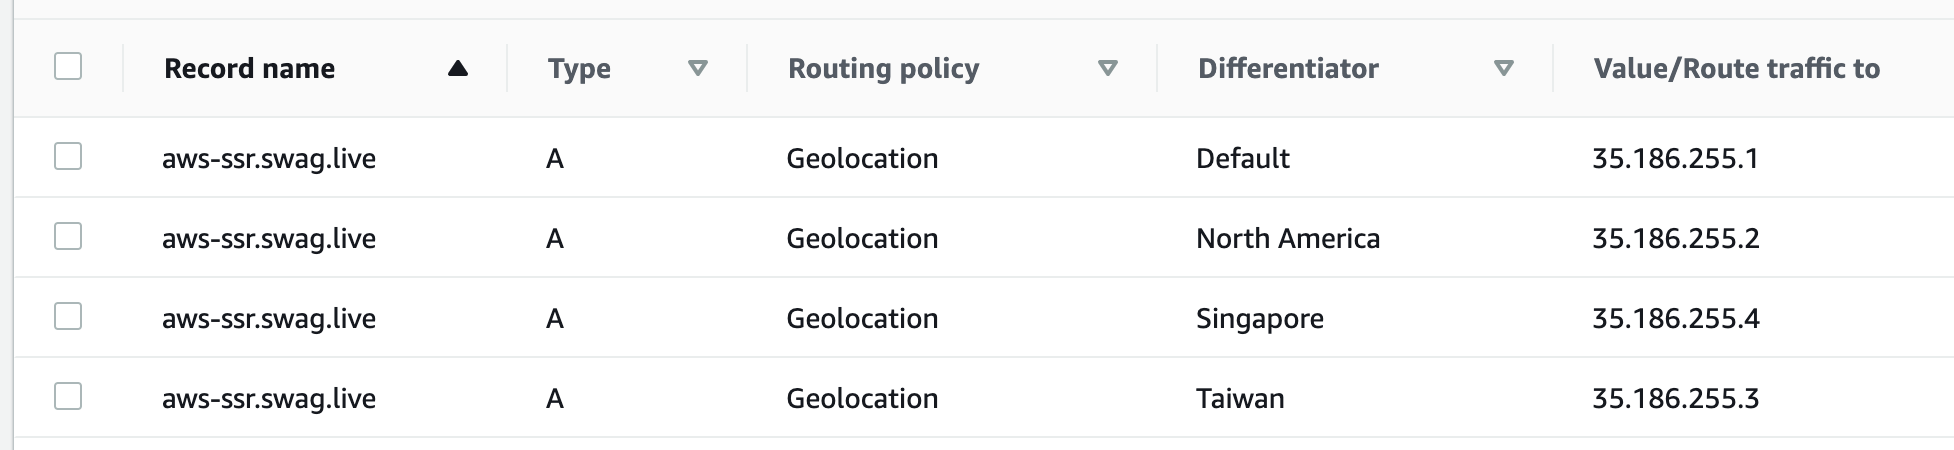 Record name Type Routing policy Differentiator Value/Route traffic to
aws-ssr.swag.live A Geolocation Default 35.186.255.1
aws-ssr.swag.live A Geolocation North America 35.186.255.2
aws-ssr.swag.live A Geolocation Singapore 35.186.255.4
aws-ssr.swag.live A Geolocation Taiwan 35.186.255.3